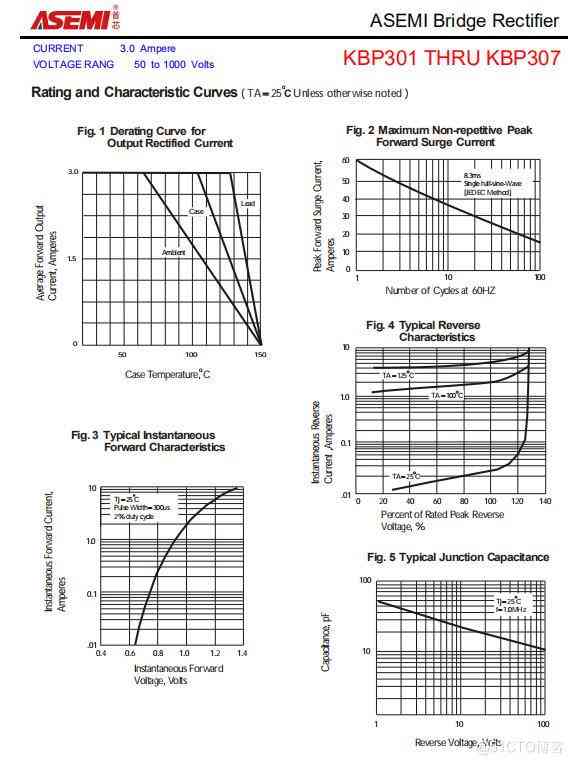 ASEMI ® 首芯
ASEMI Bridge Rectifier
CURRENT 3.0 Ampere
VOLTAGE RANG 50 to 1000 Volts
KBP301 THRU KBP307
Rating and Characteristic Curves ( TA=25°C Unless otherwise noted )
Fig. 1 Derating Curve for
Output Rectified Current
Average Forward Output
Current, Amperes
3.0
1.5
0
Ambient
Case
Lead
50 100 150
Case Temperature,°C
Fig. 2 Maximum Non-repetitive Peak
Forward Surge Current
Peak Forward Surge Current,
Amperes
60
50
40
30
20
10
0
8.3ms
Single half-sine-Wave
(JEDEC Method)
1 10 100
Number of Cycles at 60HZ
Fig. 3 Typical Instantaneous
Forward Characteristics
Instantaneous Forward Current,
Amperes
10
1.0
0.1
.01
Tj=25°C
Pulse Width=300us
2% duty cycle
0.4 0.6 0.8 1.0 1.2 1.4
Instantaneous Forward
Voltage, Volts
Fig. 4 Typical Reverse
Characteristics
Instantaneous Reverse
Current ,Amperes
10
1.0
0.1
.01
TA=125°C
TA=100°C
TA=25°C
0 20 40 60 80 100 120 140
Percent of Rated Peak Reverse
Voltage, %
Fig. 5 Typical Junction Capacitance
Capacitance, pF
100
10
Tj=25°C
f=1.0MHz
1 10 100
Reverse Voltage, Volts
@51CTO博客